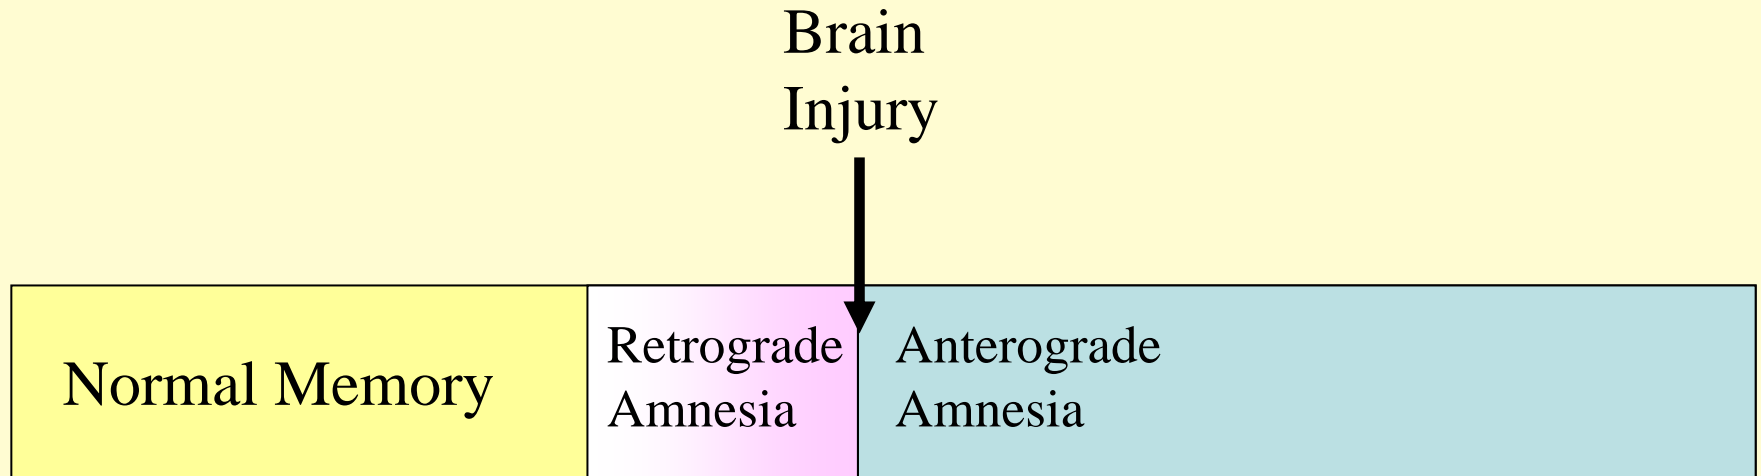 Brain
Injury
Normal Memory
Retrograde
Amnesia
Anterograde
Amnesia